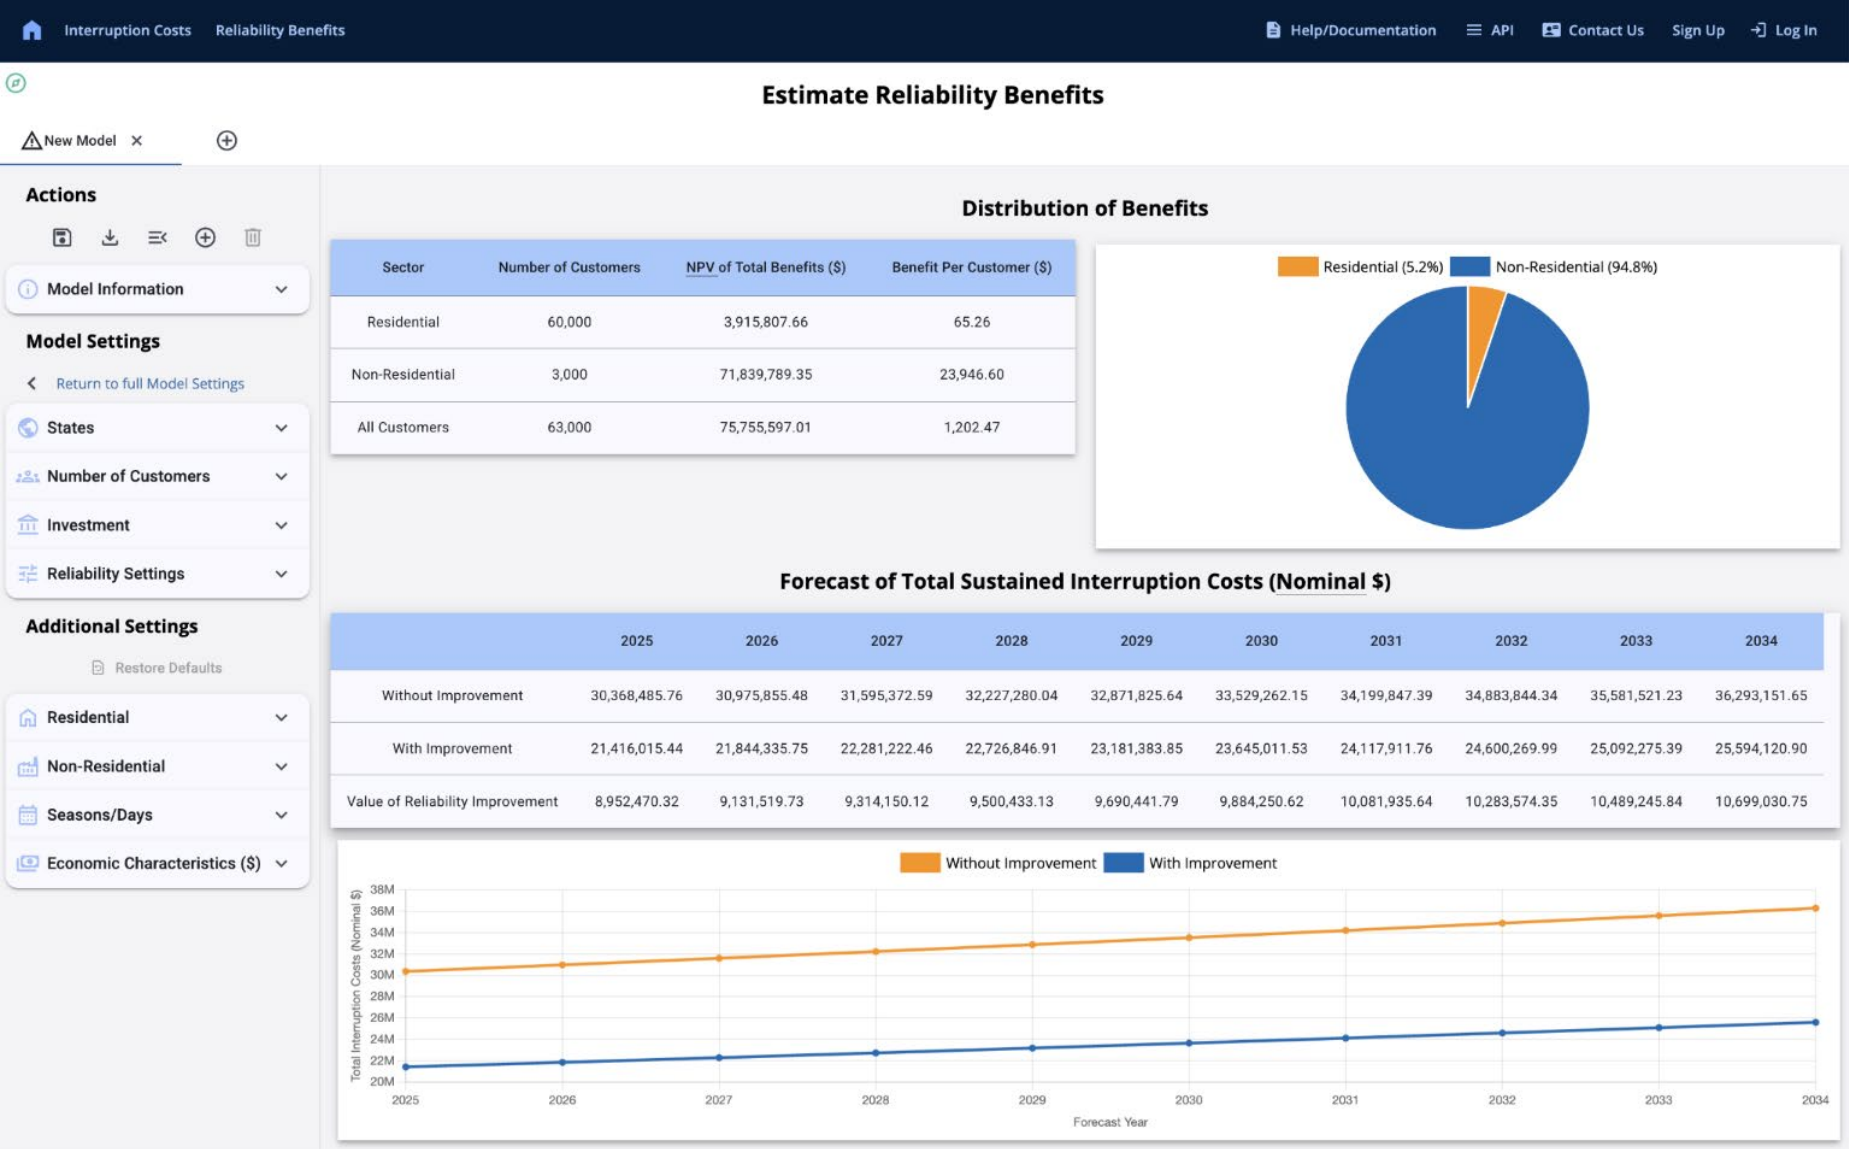 Interruption Costs Reliability Benefits Help/Documentation API Contact Us Sign Up Log In
Estimate Reliability Benefits
New Model
Actions
Model Information
Model Settings
Return to full Model Settings
States
Number of Customers
Investment
Reliability Settings
Additional Settings
Restore Defaults
Residential
Non-Residential
Seasons/Days
Economic Characteristics ($)
Distribution of Benefits
Sector Number of Customers NPV of Total Benefits ($) Benefit Per Customer ($)
Residential 60,000 3,915,807.66 65.26
Non-Residential 3,000 71,839,789.35 23,946.60
All Customers 63,000 75,755,597.01 1,202.47
Residential (5.2%) Non-Residential (94.8%)
Forecast of Total Sustained Interruption Costs (Nominal $)
2025 2026 2027 2028 2029 2030 2031 2032 2033 2034
Without Improvement 30,368,485.76 30,975,855.48 31,595,372.59 32,227,280.04 32,871,825.64 33,529,262.15 34,199,847.39 34,883,844.34 35,581,521.23 36,293,151.65
With Improvement 21,416,015.44 21,844,335.75 22,281,222.46 22,726,846.91 23,181,383.85 23,645,011.53 24,117,911.76 24,600,269.99 25,092,275.39 25,594,120.90
Value of Reliability Improvement 8,952,470.32 9,131,519.73 9,314,150.12 9,500,433.13 9,690,441.79 9,884,250.62 10,081,935.64 10,283,574.35 10,489,245.84 10,699,030.75
Without Improvement With Improvement
Total Interruption Costs (Nominal $)
38M
36M
34M
32M
30M
28M
26M
24M
22M
20M
2025 2026 2027 2028 2029 2030 2031 2032 2033 2034
Forecast Year